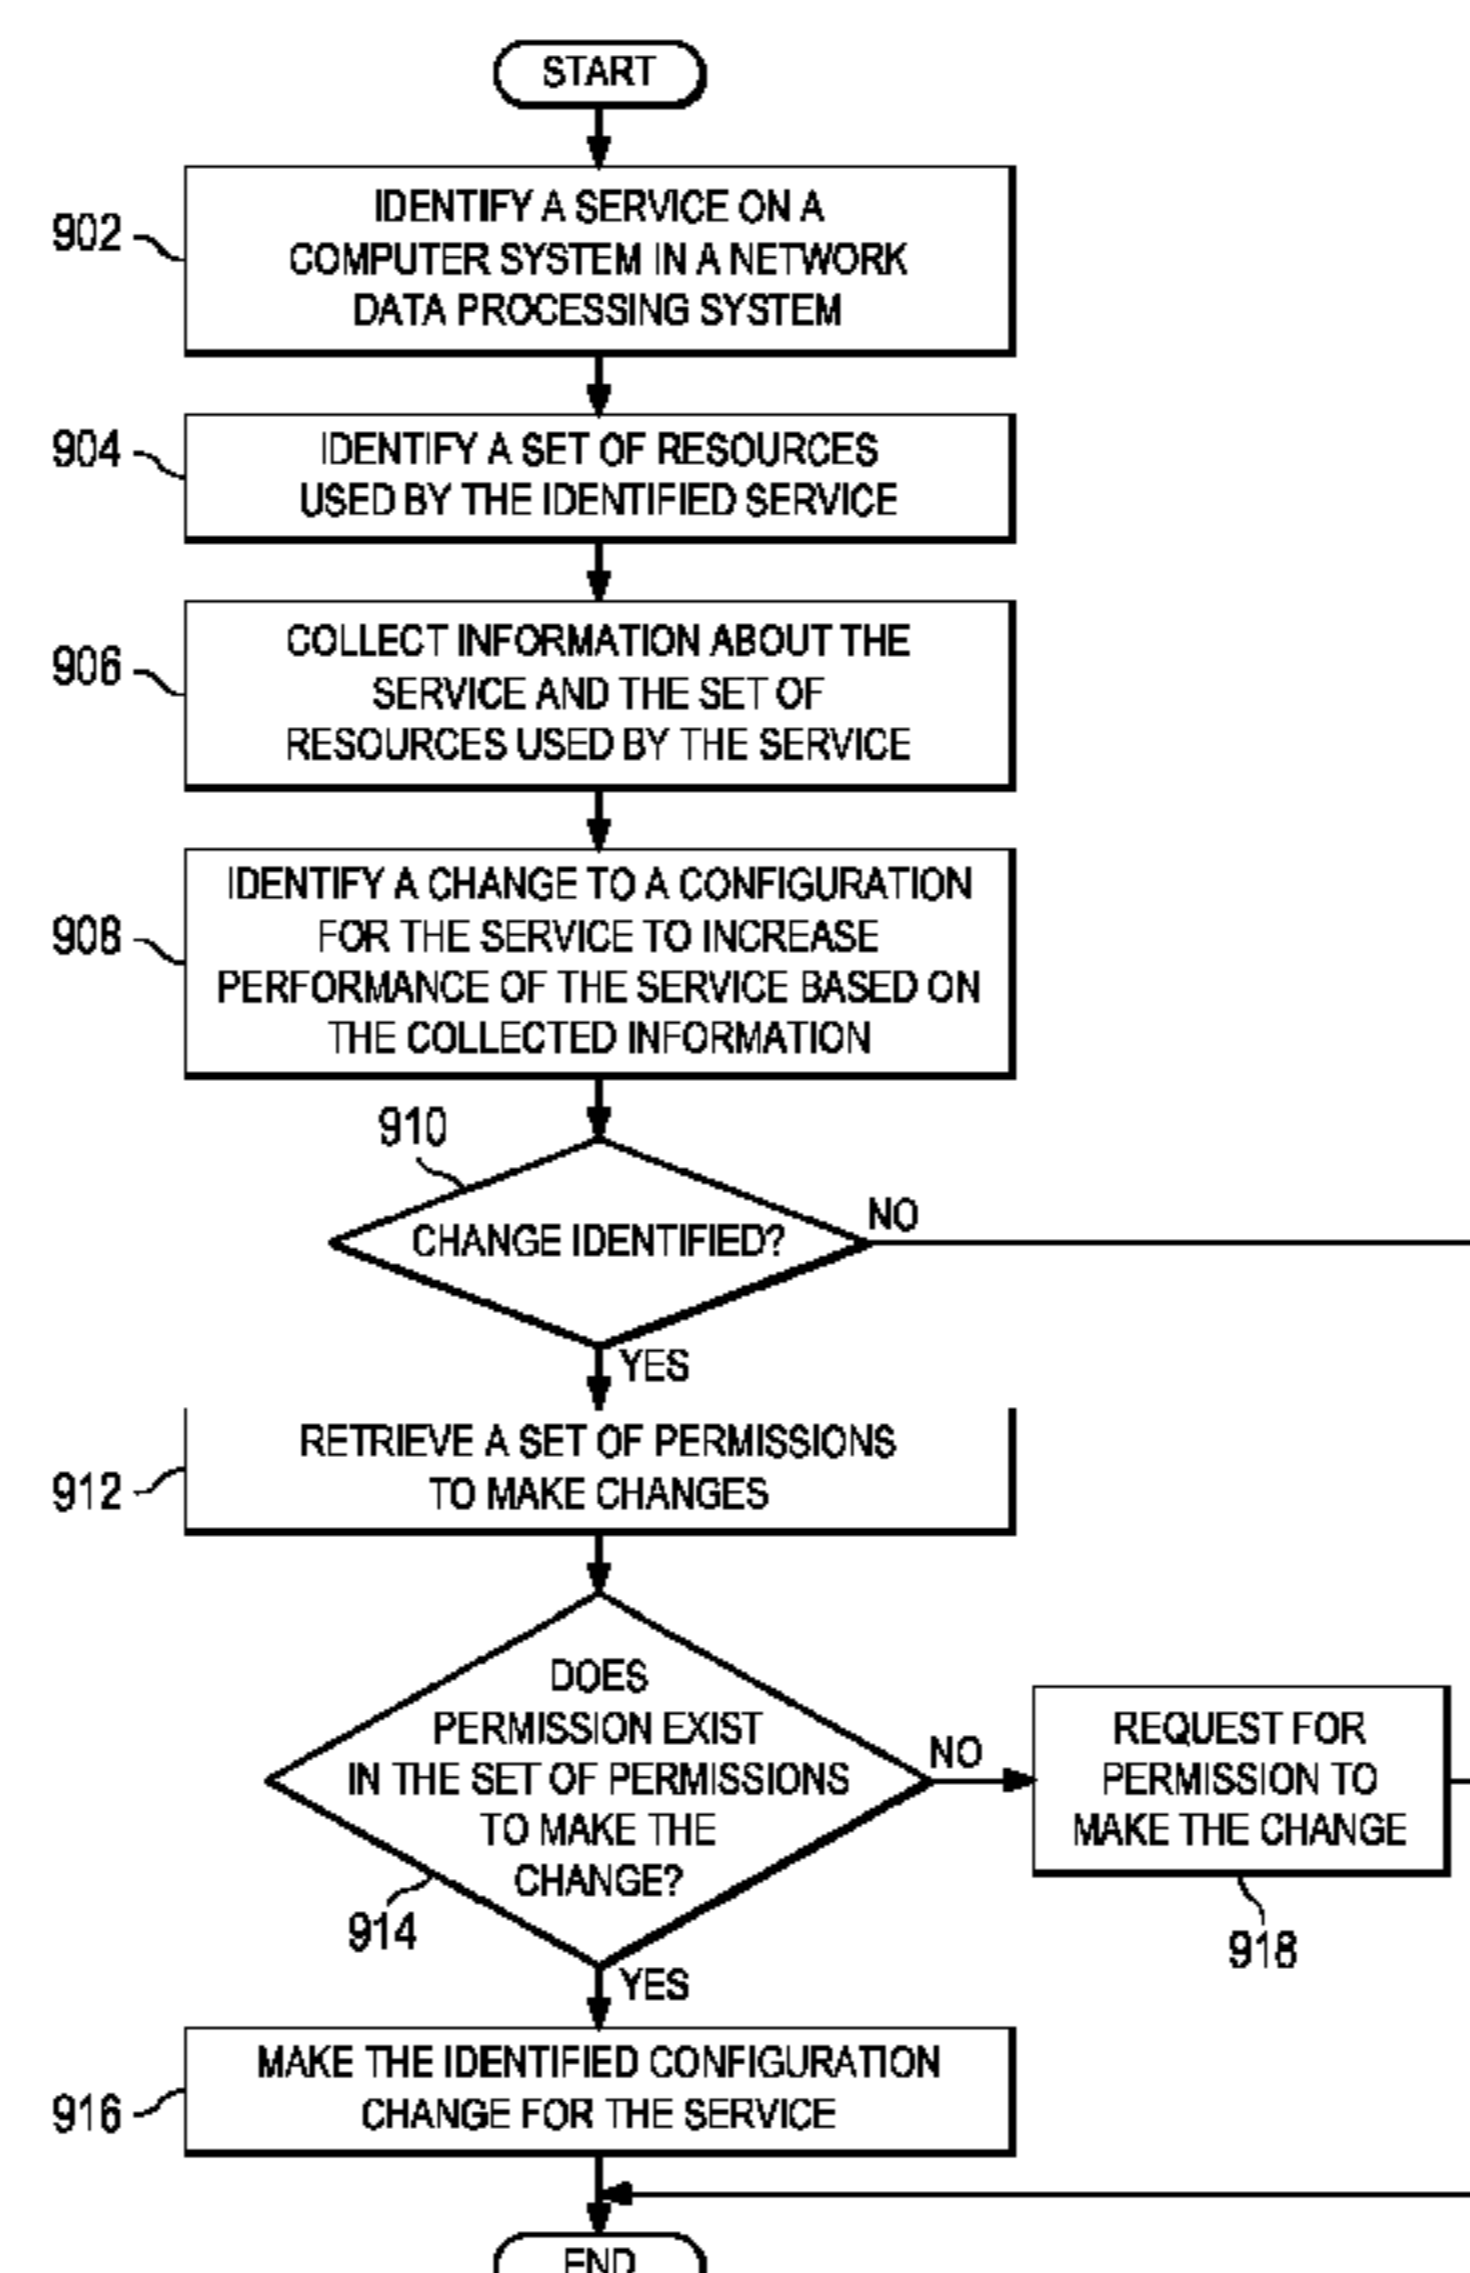 START
902
IDENTIFY A SERVICE ON A
COMPUTER SYSTEM IN A NETWORK
DATA PROCESSING SYSTEM
904
IDENTIFY A SET OF RESOURCES
USED BY THE IDENTIFIED SERVICE
906
COLLECT INFORMATION ABOUT THE
SERVICE AND THE SET OF
RESOURCES USED BY THE SERVICE
908
IDENTIFY A CHANGE TO A CONFIGURATION
FOR THE SERVICE TO INCREASE
PERFORMANCE OF THE SERVICE BASED ON
THE COLLECTED INFORMATION
910
CHANGE IDENTIFIED?
NO
YES
912
RETRIEVE A SET OF PERMISSIONS
TO MAKE CHANGES
DOES
PERMISSION EXIST
IN THE SET OF PERMISSIONS
TO MAKE THE
CHANGE?
914
NO
REQUEST FOR
PERMISSION TO
MAKE THE CHANGE
918
YES
916
MAKE THE IDENTIFIED CONFIGURATION
CHANGE FOR THE SERVICE
END